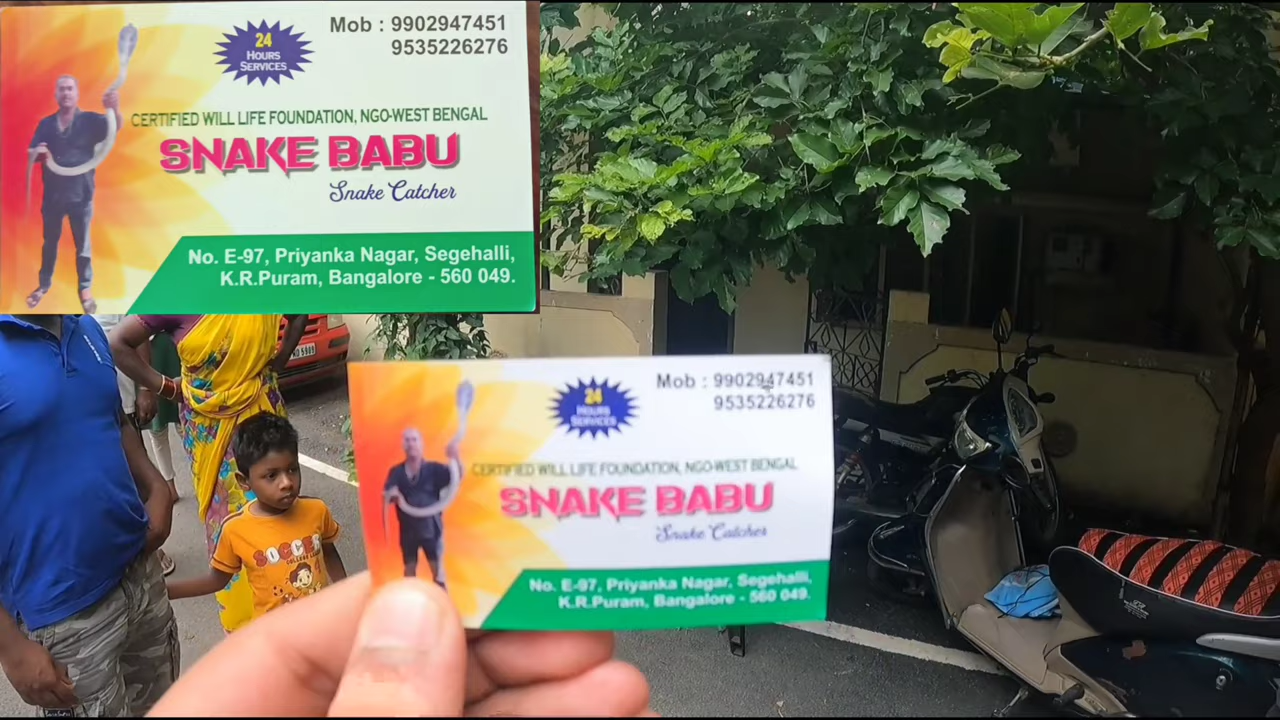 24
HOURS
SERVICES
Mob : 9902947451
9535226276
CERTIFIED WILL LIFE FOUNDATION, NGO-WEST BENGAL
SNAKE BABU
Snake Catcher
No. E-97, Priyanka Nagar, Segehalli,
K.R.Puram, Bangalore - 560 049.
24
HOURS
SERVICES
Mob : 9902947451
9535226276
CERTIFIED WILL LIFE FOUNDATION, NGO-WEST BENGAL
SNAKE BABU
Snake Catcher
No. E-97, Priyanka Nagar, Segehalli,
K.R.Puram, Bangalore - 560 049.
SOCCER